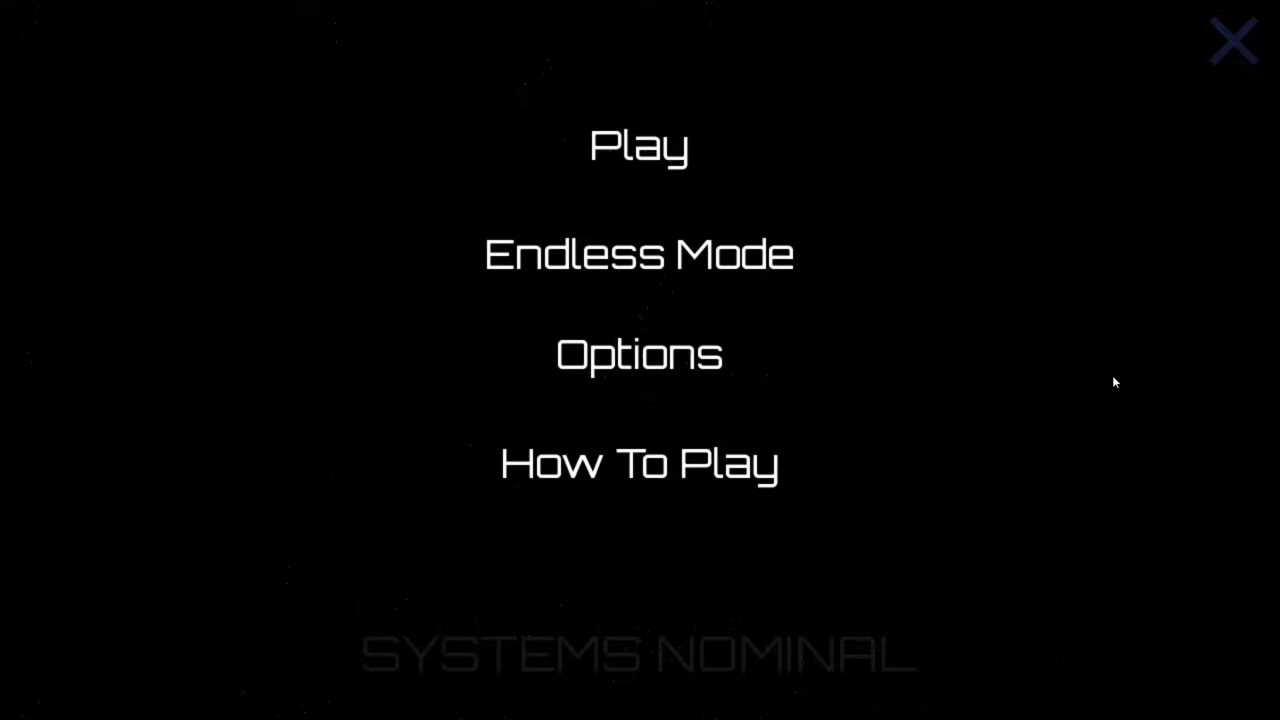 Play
Endless Mode
Options
How To Play
SYSTEMS NOMINAL